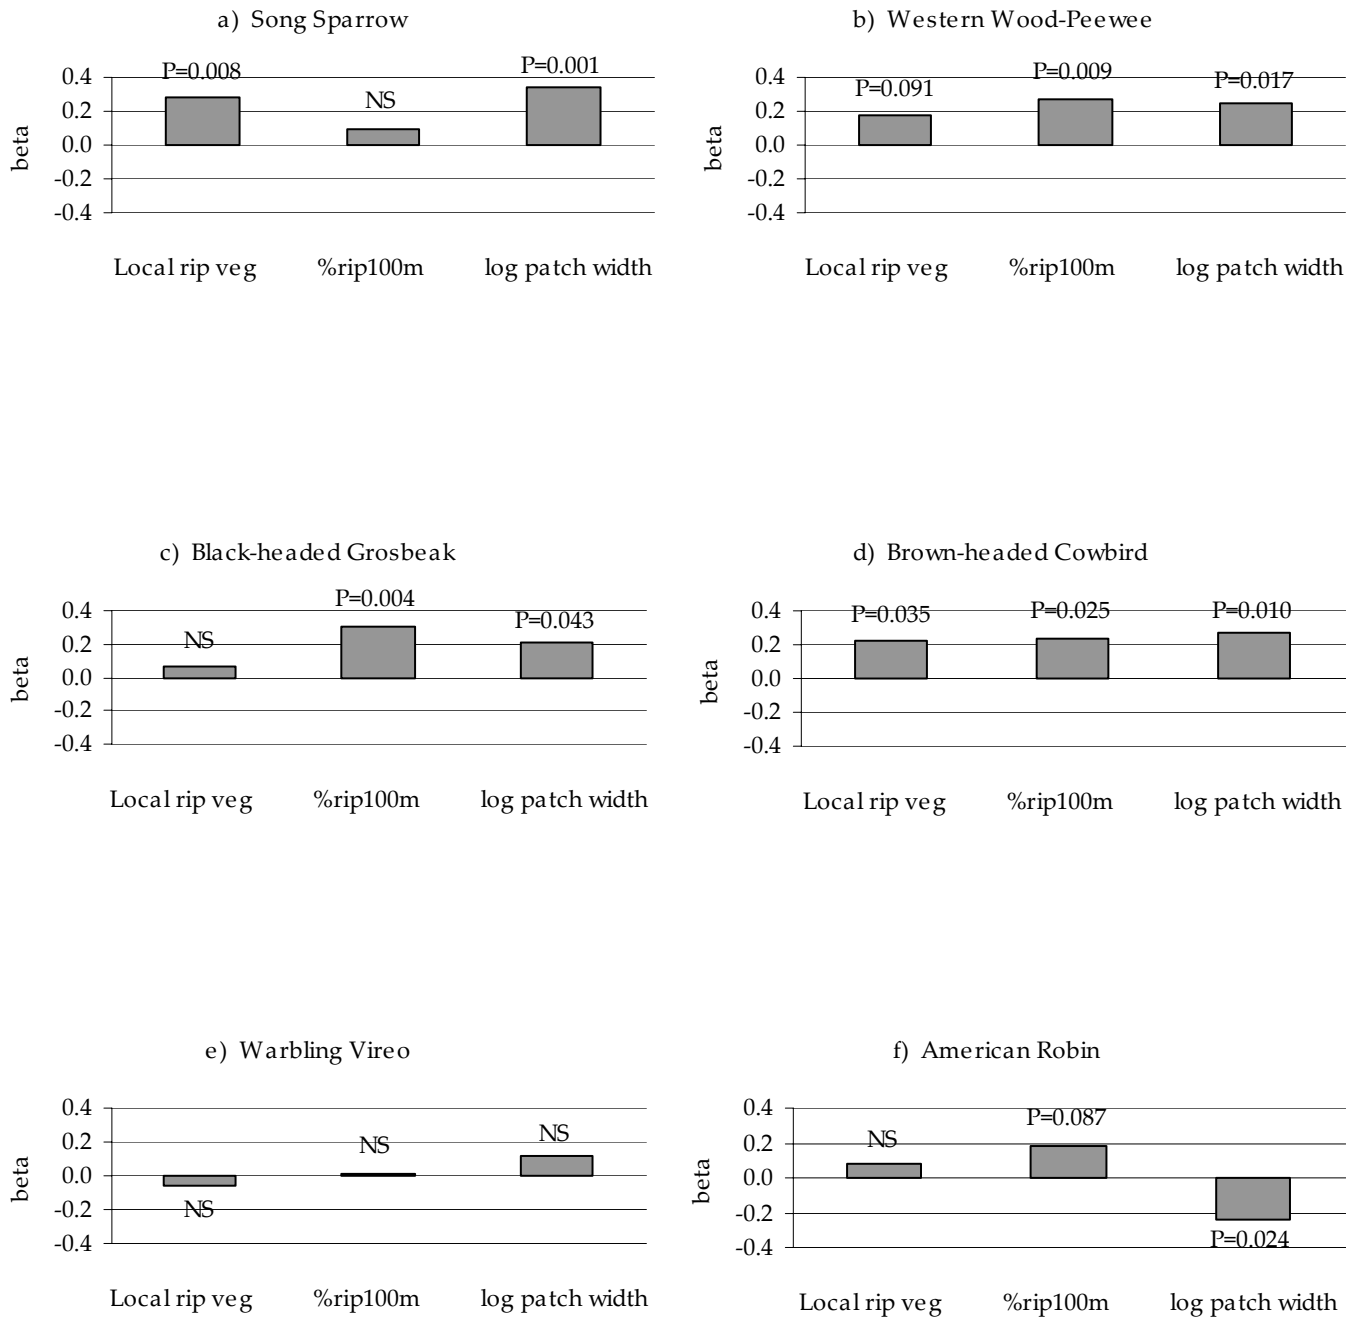 a) Song Sparrow
P=0.008
NS
P=0.001
0.4
0.2
0.0
-0.2
-0.4
beta
Local rip veg %rip100m log patch width
b) Western Wood-Peewee
P=0.091
P=0.009
P=0.017
0.4
0.2
0.0
-0.2
-0.4
beta
Local rip veg %rip100m log patch width
c) Black-headed Grosbeak
NS
P=0.004
P=0.043
0.4
0.2
0.0
-0.2
-0.4
beta
Local rip veg %rip100m log patch width
d) Brown-headed Cowbird
P=0.035
P=0.025
P=0.010
0.4
0.2
0.0
-0.2
-0.4
beta
Local rip veg %rip100m log patch width
e) Warbling Vireo
NS
NS
NS
0.4
0.2
0.0
-0.2
-0.4
beta
Local rip veg %rip100m log patch width
f) American Robin
NS
P=0.087
P=0.024
0.4
0.2
0.0
-0.2
-0.4
beta
Local rip veg %rip100m log patch width